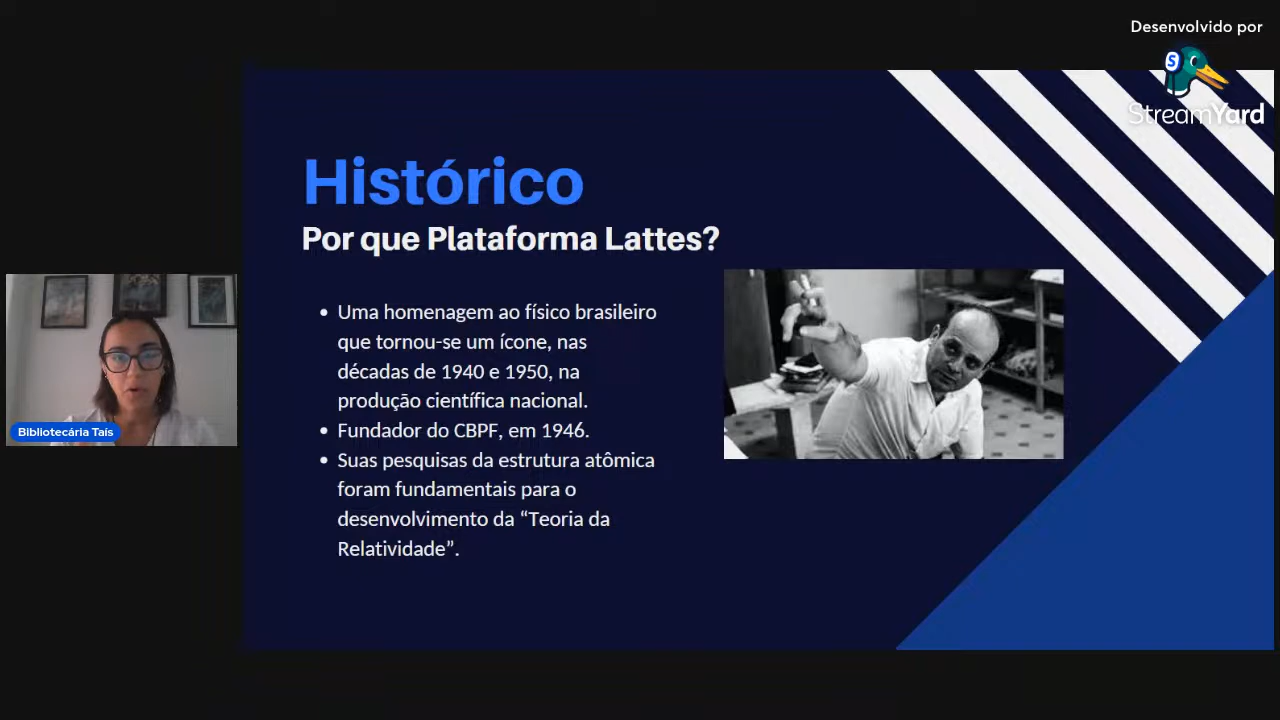 Desenvolvido por
StreamYard
Histórico
Por que Plataforma Lattes?
• Uma homenagem ao físico brasileiro
que tornou-se um ícone, nas
décadas de 1940 e 1950, na
produção científica nacional.
• Fundador do CBPF, em 1946.
• Suas pesquisas da estrutura atômica
foram fundamentais para o
desenvolvimento da “Teoria da
Relatividade”.
Bibliotecária Taís